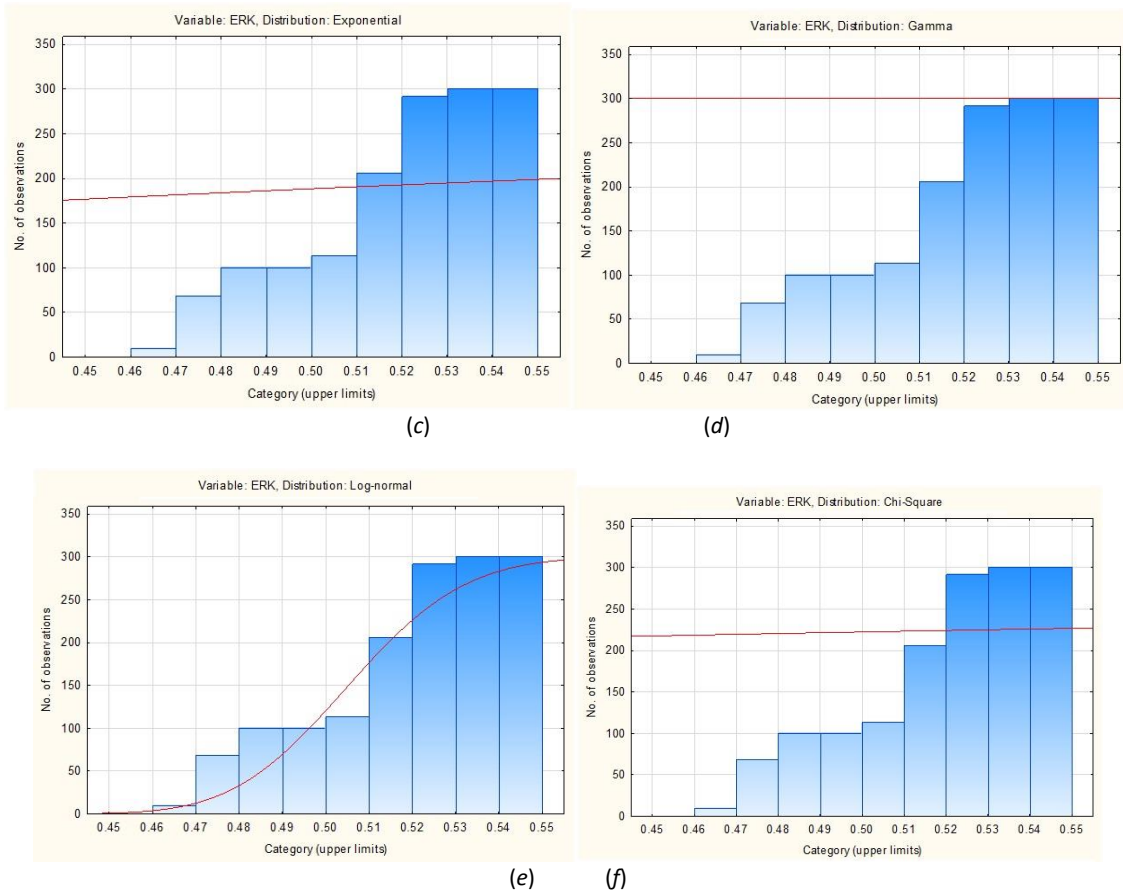 Variable: ERK, Distribution: Exponential
350
300
250
200
150
100
50
0
No. of observations
0.45 0.46 0.47 0.48 0.49 0.50 0.51 0.52 0.53 0.54 0.55
Category (upper limits)
(c)
Variable: ERK, Distribution: Gamma
350
300
250
200
150
100
50
0
No. of observations
0.45 0.46 0.47 0.48 0.49 0.50 0.51 0.52 0.53 0.54 0.55
Category (upper limits)
(d)
Variable: ERK, Distribution: Log-normal
350
300
250
200
150
100
50
0
No. of observations
0.45 0.46 0.47 0.48 0.49 0.50 0.51 0.52 0.53 0.54 0.55
Category (upper limits)
(e)
Variable: ERK, Distribution: Chi-Square
350
300
250
200
150
100
50
0
No. of observations
0.45 0.46 0.47 0.48 0.49 0.50 0.51 0.52 0.53 0.54 0.55
Category (upper limits)
(f)